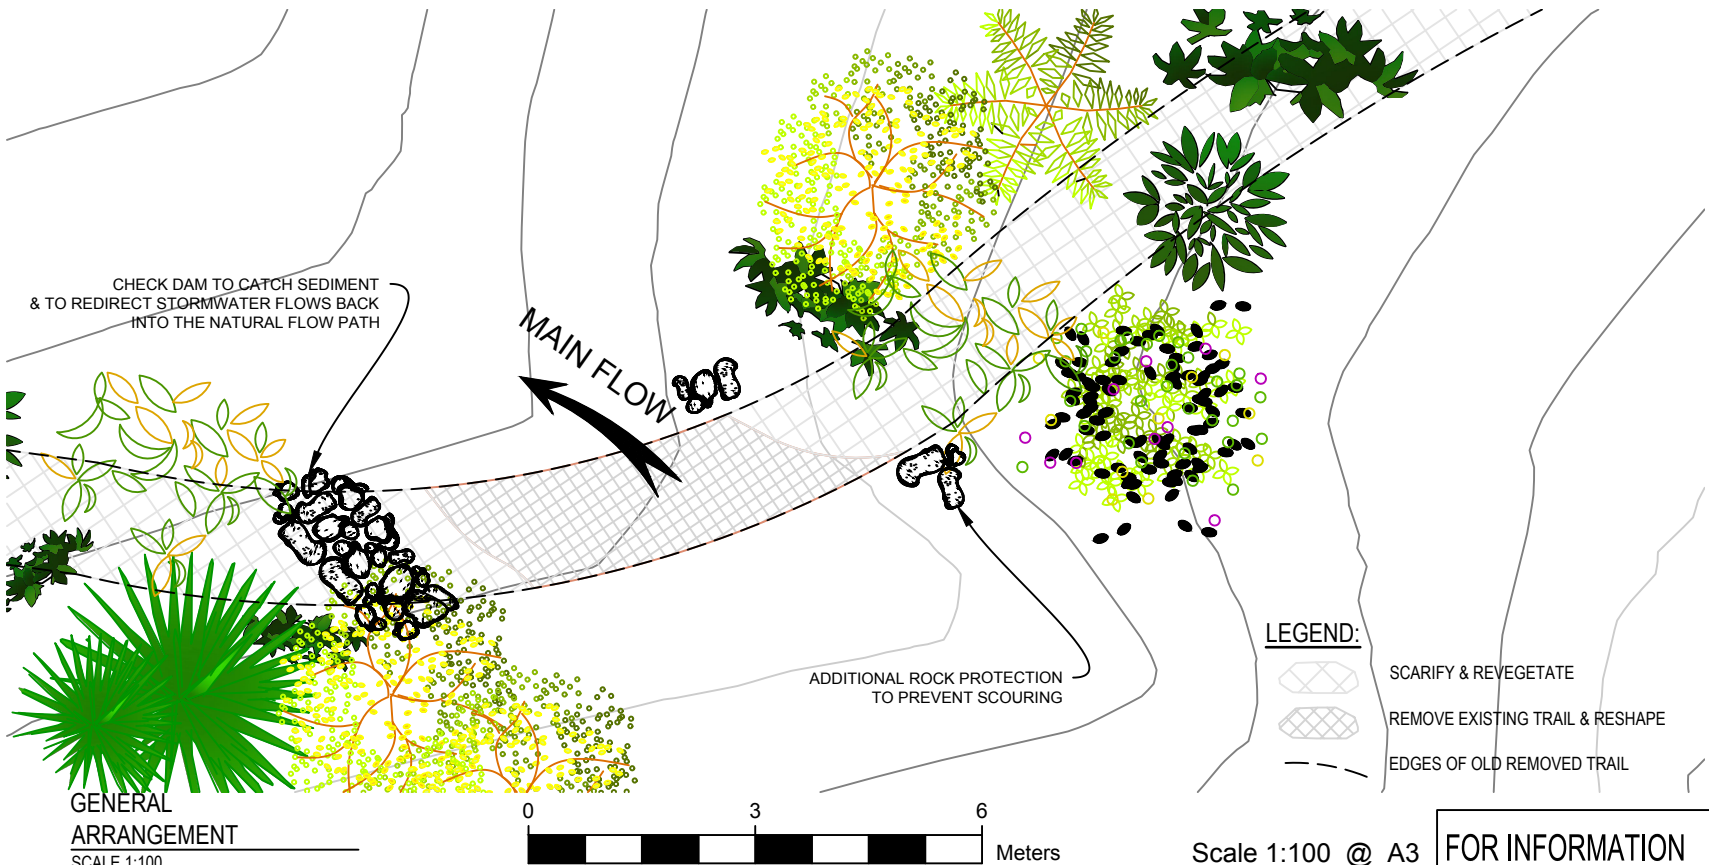 CHECK DAM TO CATCH SEDIMENT
& TO REDIRECT STORMWATER FLOWS BACK
INTO THE NATURAL FLOW PATH
MAIN FLOW
ADDITIONAL ROCK PROTECTION
TO PREVENT SCOURING
LEGEND:
SCARIFY & REVEGETATE
REMOVE EXISTING TRAIL & RESHAPE
EDGES OF OLD REMOVED TRAIL
GENERAL
ARRANGEMENT
SCALE 1:100
0 3 6
Meters
Scale 1:100 @ A3
FOR INFORMATION